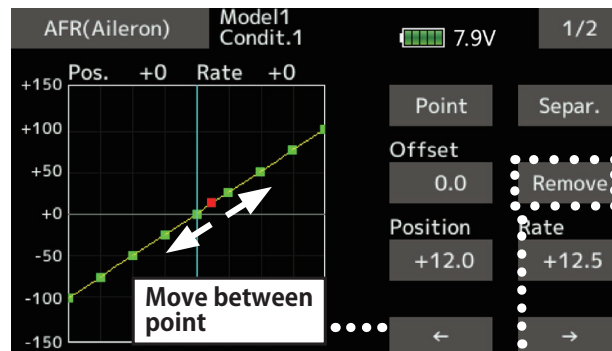 AFR(Aileron)
Model1
Condit.1
7.9V
1/2
Pos. +0 Rate +0
+150
+100
+50
+0
-50
-100
-150
Point
Separ.
Offset
0.0
Remove
Position
Rate
+12.0
+12.5
Move between
point
←
→